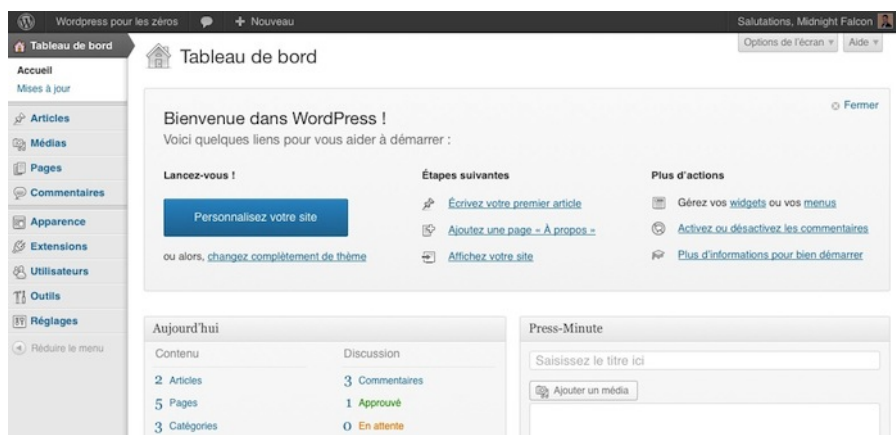 Wordpress pour les zéros + Nouveau Salutations, Midnight Falcon
Tableau de bord
Options de l'écran Aide
Accueil
Mises à jour
Articles
Médias
Pages
Commentaires
Apparence
Extensions
Utilisateurs
Outils
Réglages
Réduire le menu
Tableau de bord
Fermer
Bienvenue dans WordPress !
Voici quelques liens pour vous aider à démarrer :
Lancez-vous !
Personnalisez votre site
ou alors, changez complètement de thème
Étapes suivantes
Écrivez votre premier article
Ajoutez une page « À propos »
Affichez votre site
Plus d'actions
Gérez vos widgets ou vos menus
Activez ou désactivez les commentaires
Plus d'informations pour bien démarrer
Aujourd'hui
Contenu
2 Articles
5 Pages
3 Catégories
Discussion
3 Commentaires
1 Approuvé
0 En attente
Press-Minute
Saisissez le titre ici
Ajouter un média